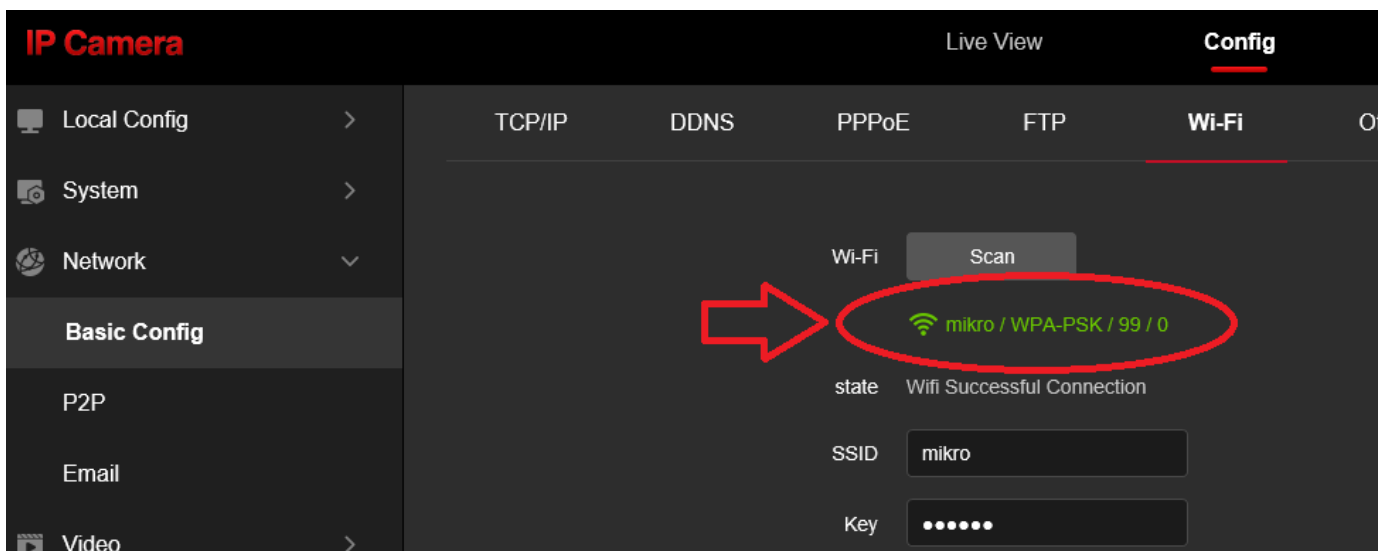 IP Camera
Live View
Config
Local Config
System
Network
Basic Config
P2P
Email
Video
TCP/IP
DDNS
PPPoE
FTP
Wi-Fi
Wi-Fi
Scan
mikro / WPA-PSK / 99 / 0
state
Wifi Successful Connection
SSID
mikro
Key
••••••